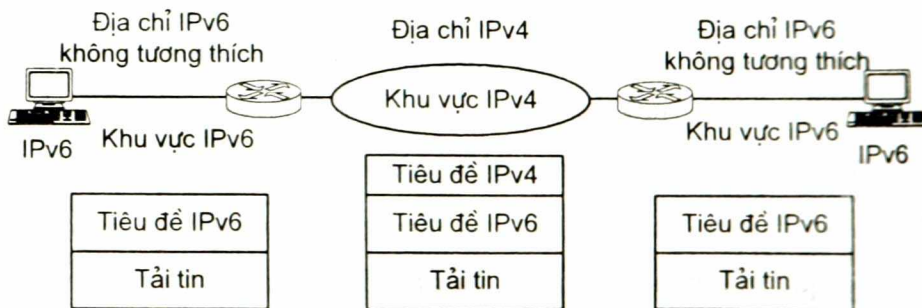 Địa chỉ IPv6
không tương thích
Địa chỉ IPv4
Địa chỉ IPv6
không tương thích
Khu vực IPv4
IPv6
Khu vực IPv6
Khu vực IPv6
IPv6
Tiêu đề IPv6
Tải tin
Tiêu đề IPv4
Tiêu đề IPv6
Tải tin
Tiêu đề IPv6
Tải tin